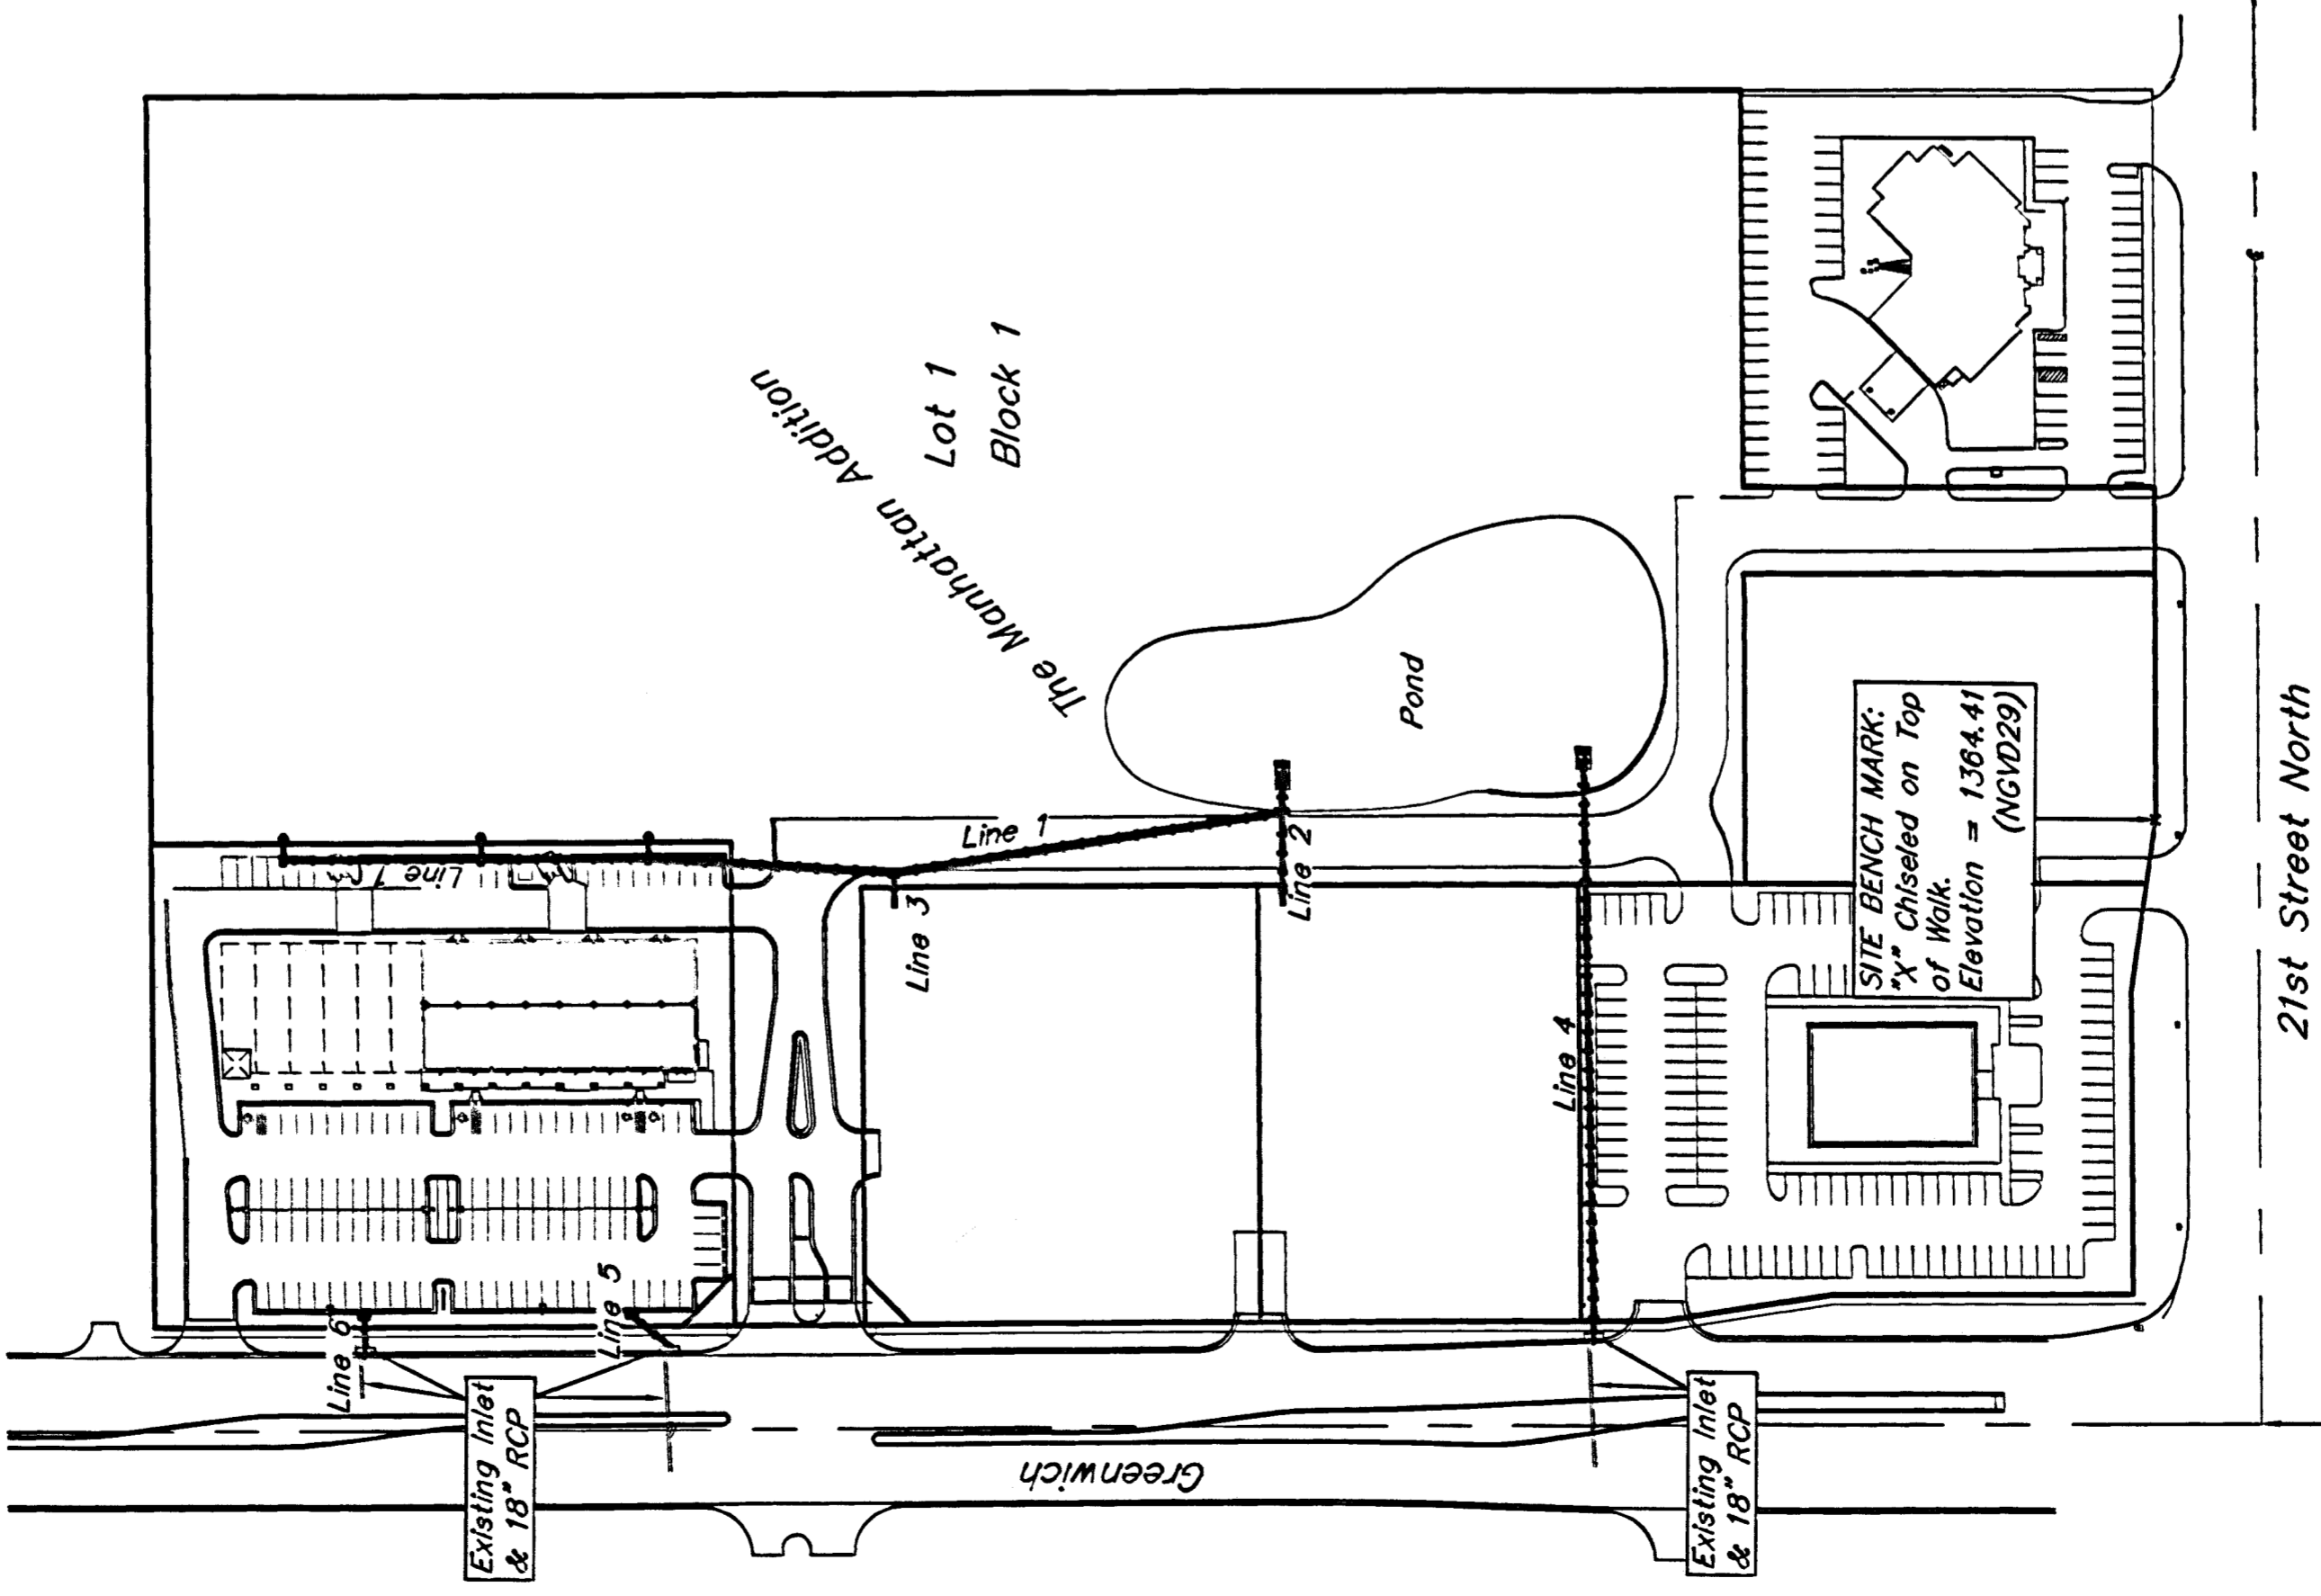 The Manhattan Addition
Lot 1
Block 1
Pond
Line 1
Line 1
Line 2
Line 3
Line 4
Line 5
Line 6
SITE BENCH MARK:
"X" Chiseled on Top
of Walk.
Elevation = 1364.41
(NGVD29)
Existing Inlet
& 18" RCP
Existing Inlet
& 18" RCP
Greenwich
21st Street North